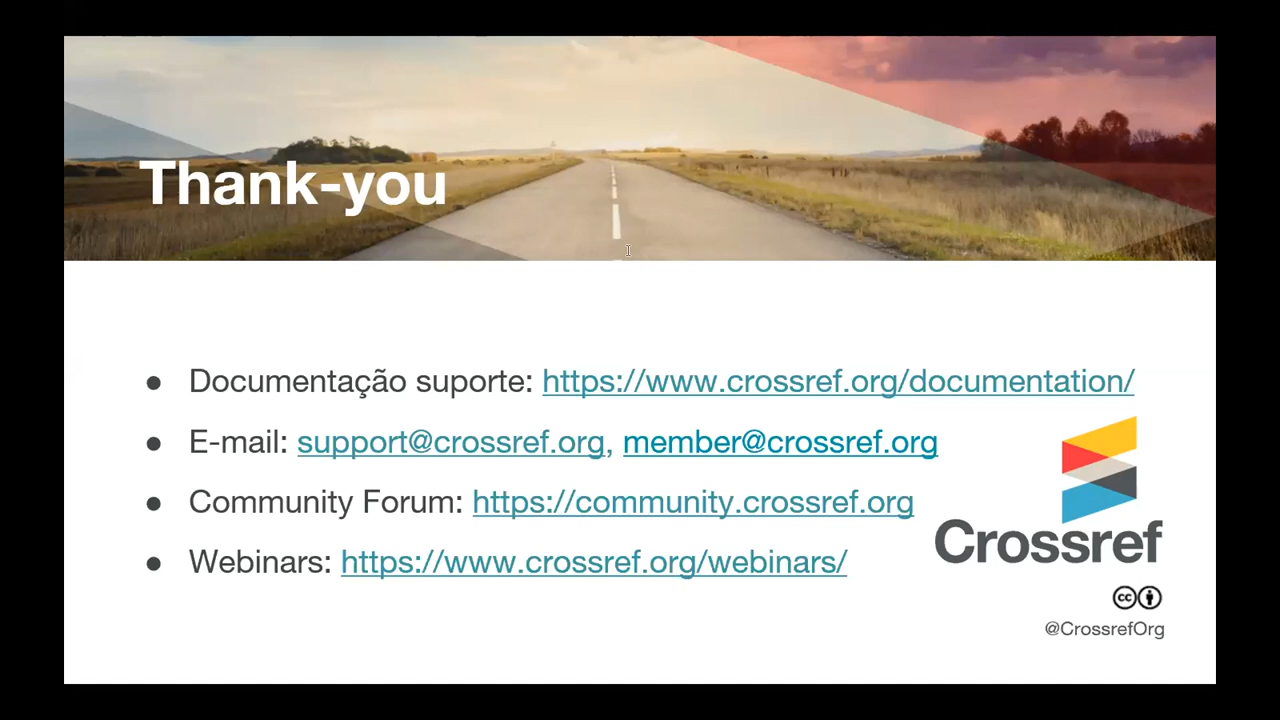 Thank-you
● Documentação suporte: https://www.crossref.org/documentation/
● E-mail: support@crossref.org, member@crossref.org
● Community Forum: https://community.crossref.org
● Webinars: https://www.crossref.org/webinars/
Crossref
cc
@CrossrefOrg